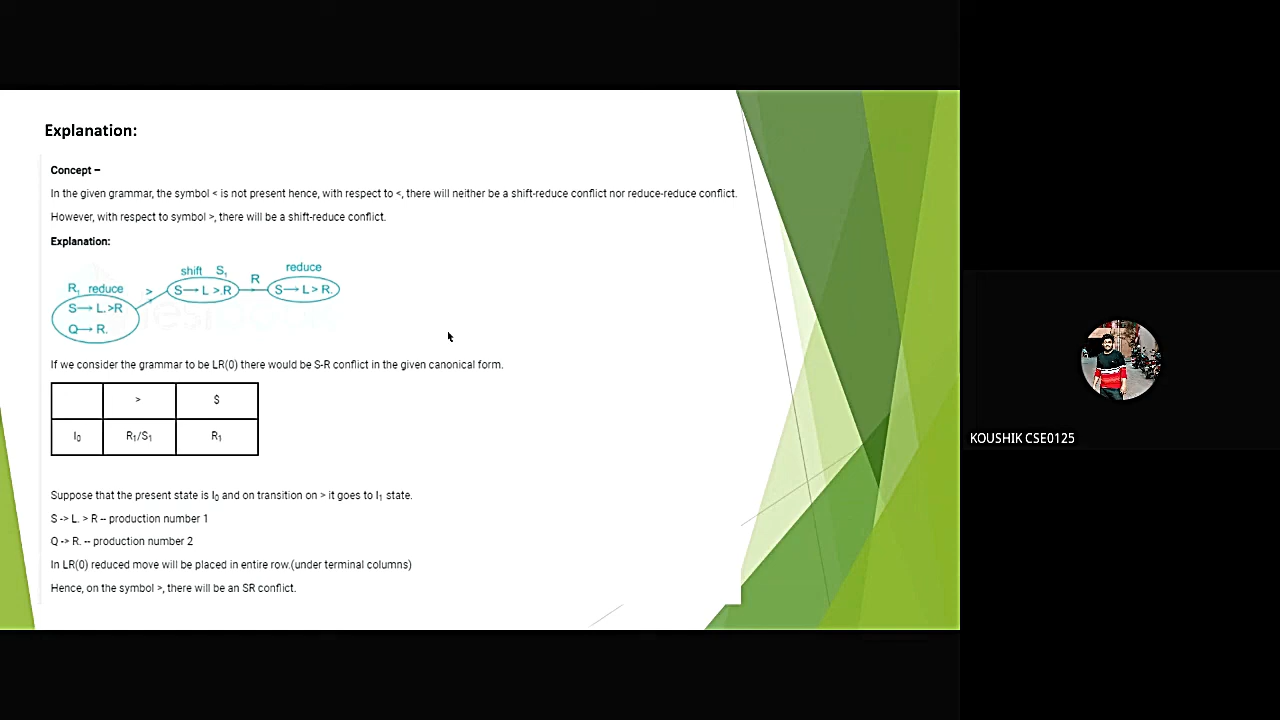 Explanation:
Concept –
In the given grammar, the symbol < is not present hence, with respect to <, there will neither be a shift-reduce conflict nor reduce-reduce conflict.
However, with respect to symbol >, there will be a shift-reduce conflict.
Explanation:
shift S₁
reduce
R₁ reduce
>
S→L >.R
R
S→L>R.
S→L.>R
Q→R.
If we consider the grammar to be LR(0) there would be S-R conflict in the given canonical form.
> $
I₀ R₁/S₁ R₁
Suppose that the present state is I₀ and on transition on > it goes to I₁ state.
S -> L. > R -- production number 1
Q -> R. -- production number 2
In LR(0) reduced move will be placed in entire row.(under terminal columns)
Hence, on the symbol >, there will be an SR conflict.
KOUSHIK CSE0125